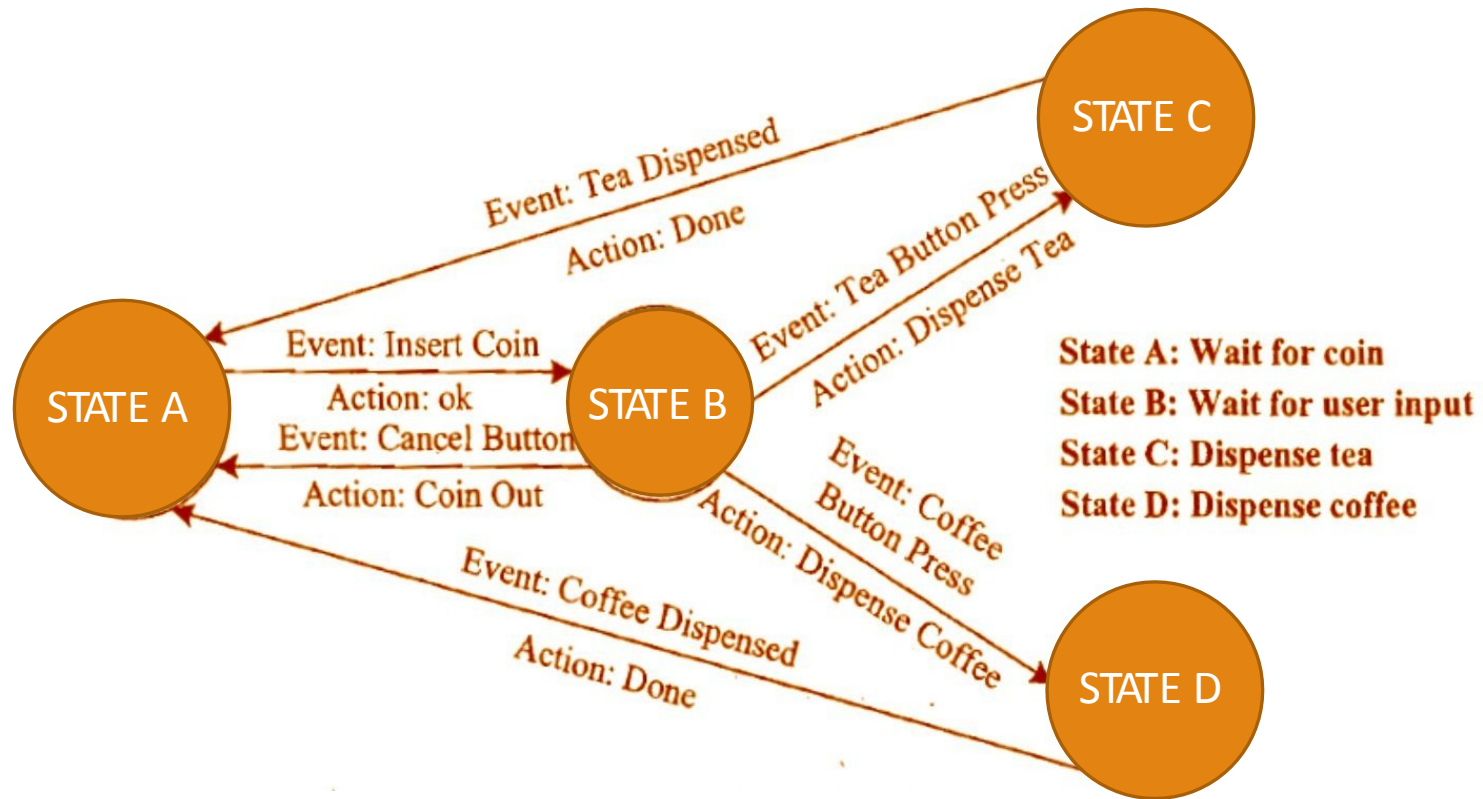 STATE C
Event: Tea Dispensed
Action: Done
Event: Tea Button Press
Action: Dispense Tea
STATE A
Event: Insert Coin
Action: ok
Event: Cancel Button
Action: Coin Out
STATE B
State A: Wait for coin
State B: Wait for user input
State C: Dispense tea
State D: Dispense coffee
Event: Coffee
Button Press
Action: Dispense Coffee
Event: Coffee Dispensed
Action: Done
STATE D